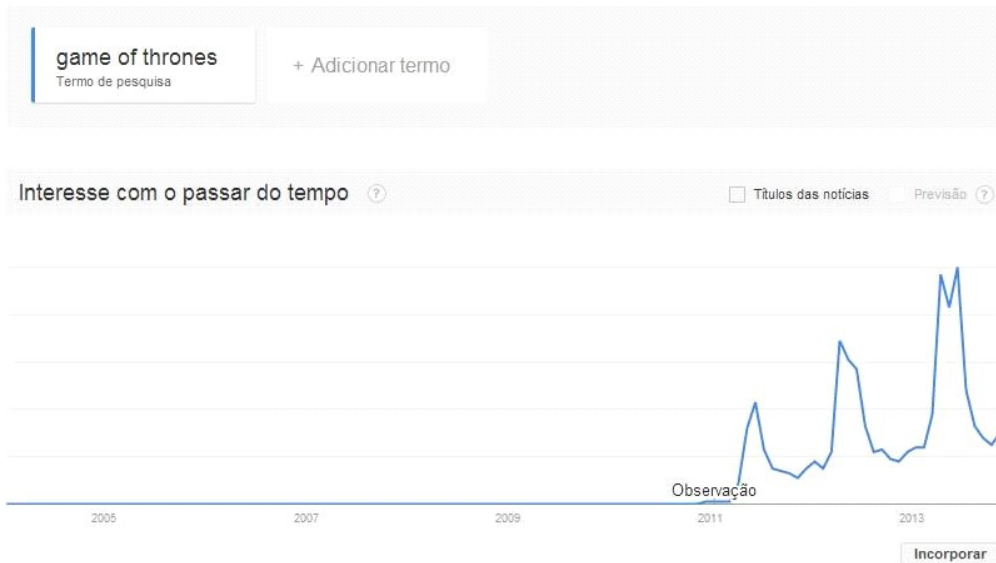 game of thrones
Termo de pesquisa
+ Adicionar termo
Interesse com o passar do tempo ?
Títulos das notícias
Previsão ?
Observação
2005 2007 2009 2011 2013
Incorporar